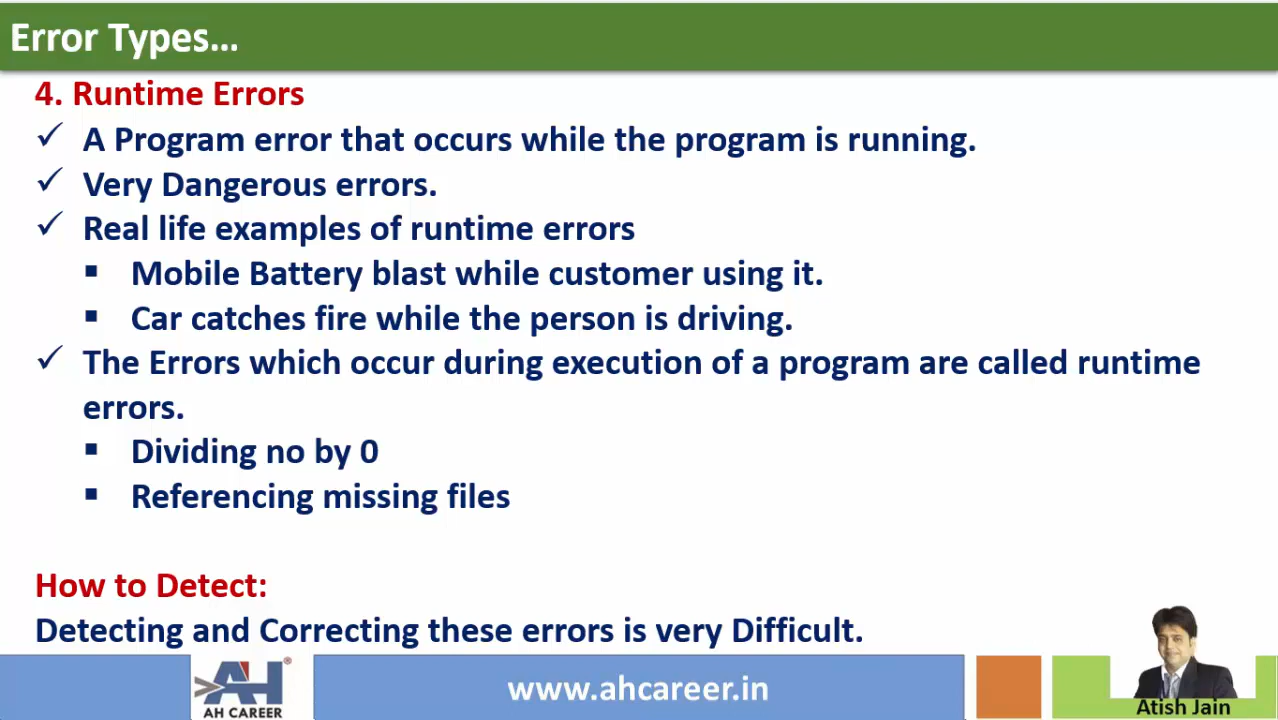 Error Types...
4. Runtime Errors
✓ A Program error that occurs while the program is running.
✓ Very Dangerous errors.
✓ Real life examples of runtime errors
▪ Mobile Battery blast while customer using it.
▪ Car catches fire while the person is driving.
✓ The Errors which occur during execution of a program are called runtime
errors.
▪ Dividing no by 0
▪ Referencing missing files
How to Detect:
Detecting and Correcting these errors is very Difficult.
AH
®
AH CAREER
www.ahcareer.in
Atish Jain